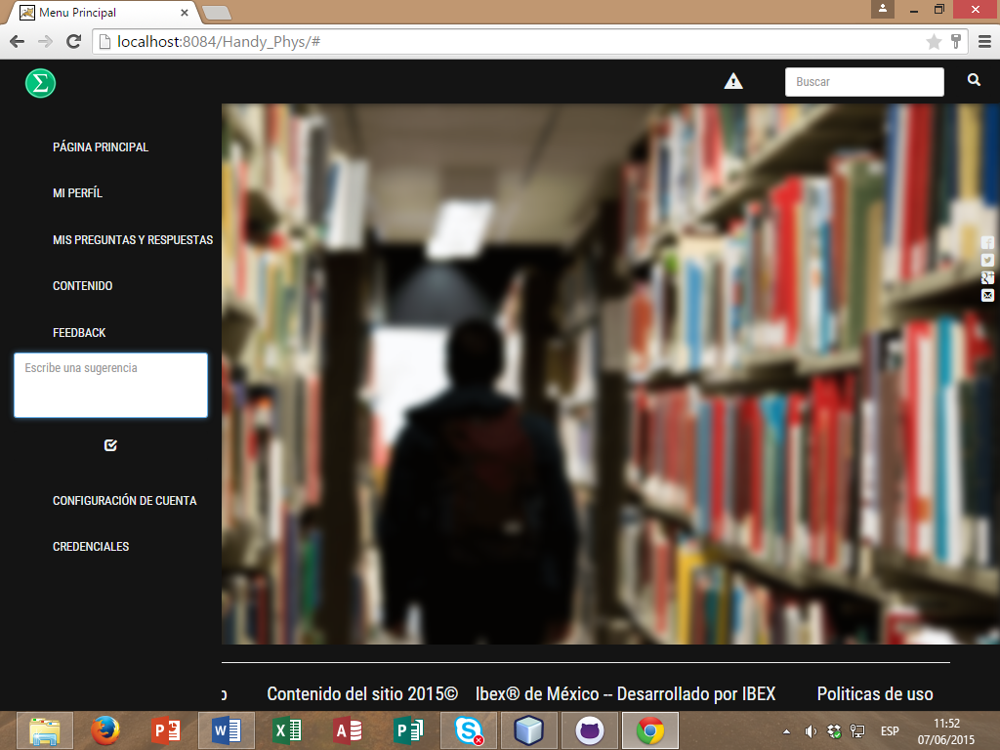 Menu Principal
localhost:8084/Handy_Phys/#
Σ
Buscar
PÁGINA PRINCIPAL
MI PERFÍL
MIS PREGUNTAS Y RESPUESTAS
CONTENIDO
FEEDBACK
Escribe una sugerencia
CONFIGURACIÓN DE CUENTA
CREDENCIALES
o Contenido del sitio 2015© Ibex® de México -- Desarrollado por IBEX Politicas de uso
ESP
11:52
07/06/2015